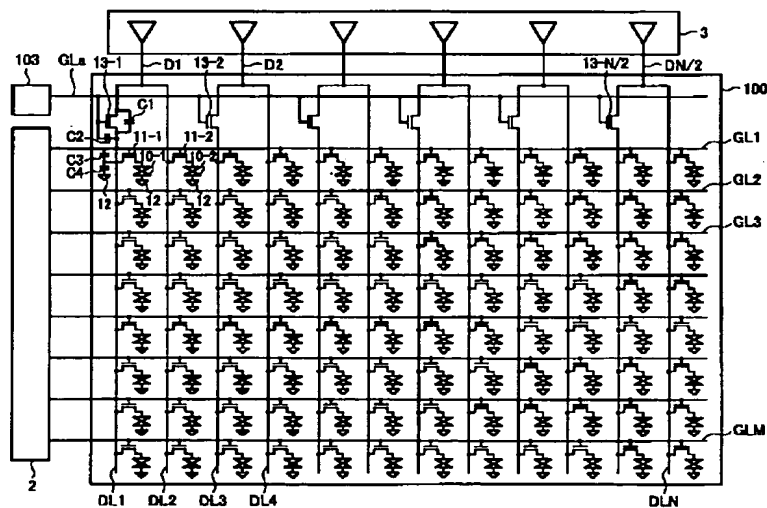 3
103 GLa 13-1 D1 13-2 D2 13-N/2 DN/2
100
C1
C2 11-1 11-2 GL1
C3 10-1 10-2
C4
12 12 12 GL2
GL3
GLM
2 DL1 DL2 DL3 DL4 DLN